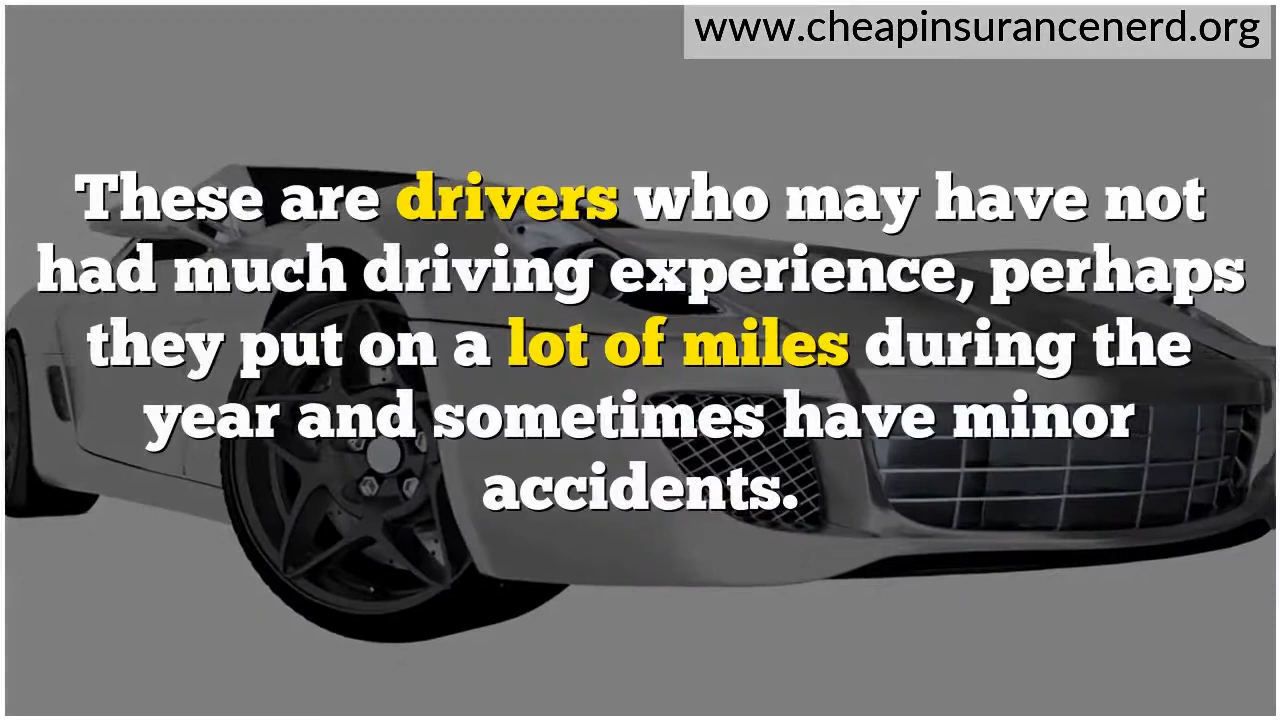 www.cheapinsurancenerd.org
These are drivers who may have not
had much driving experience, perhaps
they put on a lot of miles during the
year and sometimes have minor
accidents.